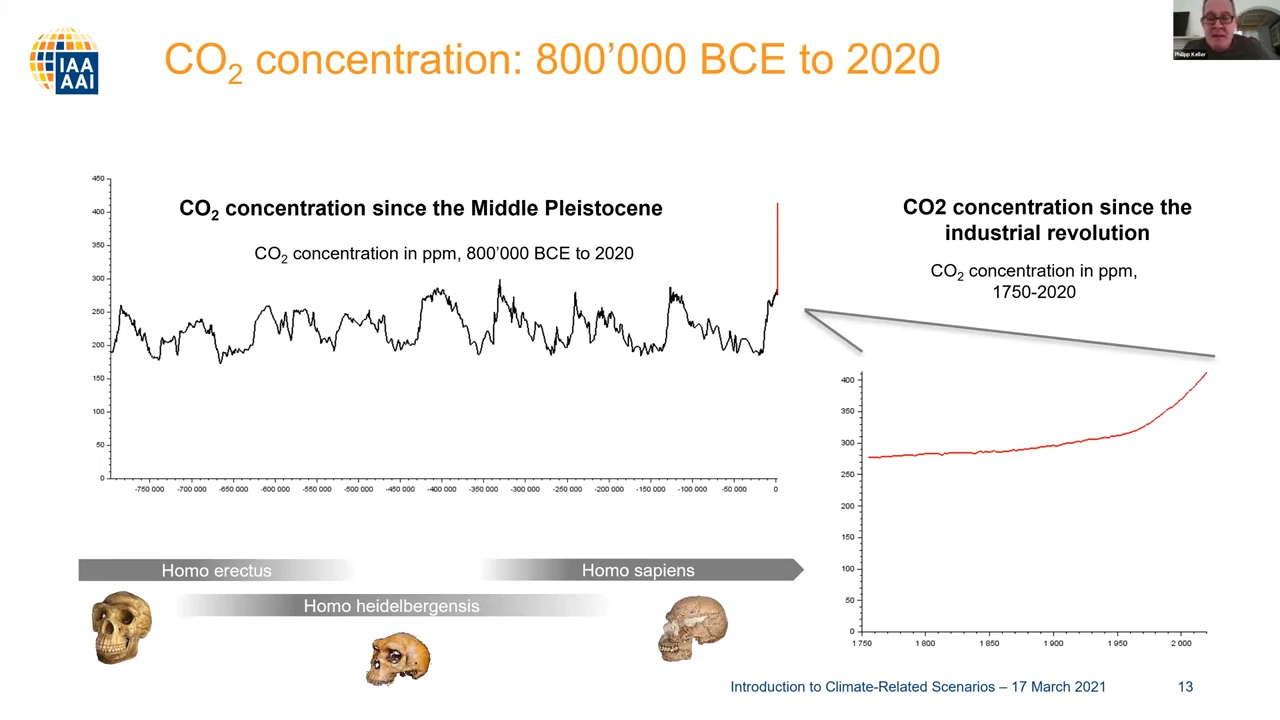 IAA
AAI
CO₂ concentration: 800’000 BCE to 2020
Philipp Keller
CO₂ concentration since the Middle Pleistocene
CO₂ concentration in ppm, 800’000 BCE to 2020
450
400
350
300
250
200
150
100
50
0
-750 000 -700 000 -650 000 -600 000 -550 000 -500 000 -450 000 -400 000 -350 000 -300 000 -250 000 -200 000 -150 000 -100 000 -50 000 0
CO2 concentration since the
industrial revolution
CO₂ concentration in ppm,
1750-2020
400
350
300
250
200
150
100
50
0
1 750 1 800 1 850 1 900 1 950 2 000
Homo erectus
Homo sapiens
Homo heidelbergensis
Introduction to Climate-Related Scenarios – 17 March 2021 13